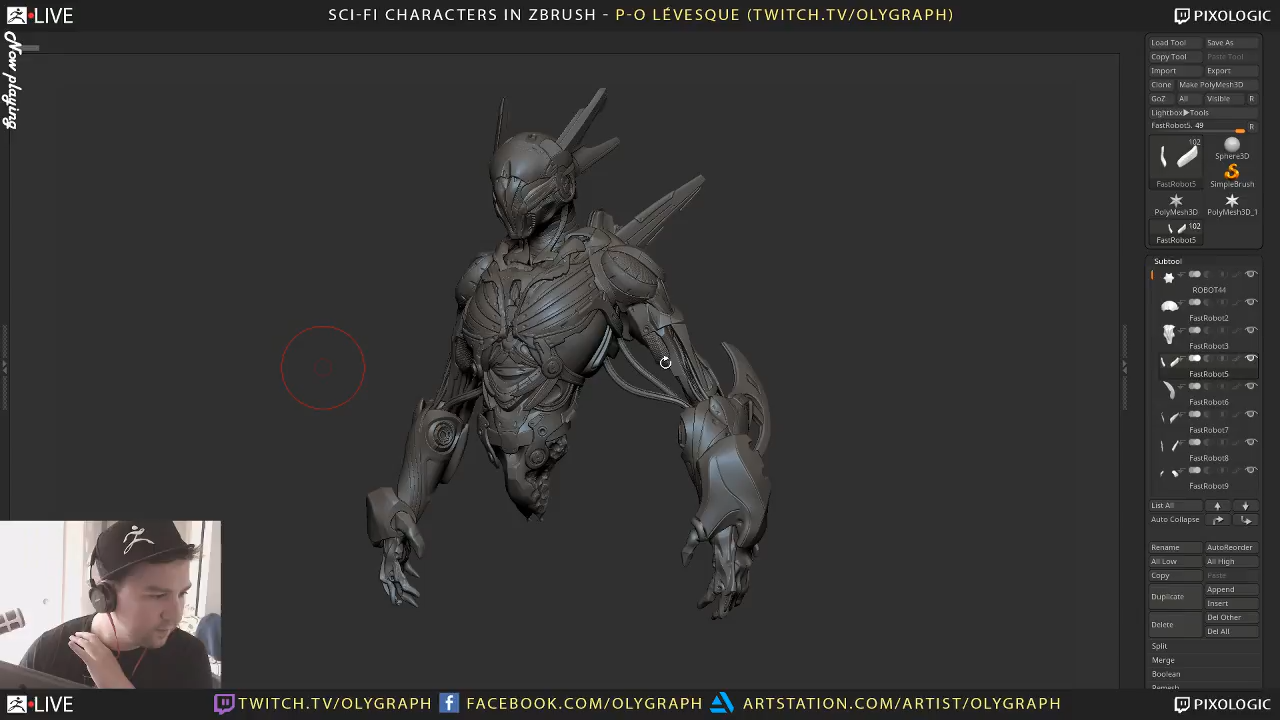 LIVE
SCI-FI CHARACTERS IN ZBRUSH - P-O LÉVESQUE (TWITCH.TV/OLYGRAPH)
PIXOLOGIC
Now playing
Load Tool Save As
Copy Tool Paste Tool
Import Export
Clone Make PolyMesh3D
GoZ All Visible R
Lightbox▶Tools
FastRobot5. 49 R
102
FastRobot5 Sphere3D
SimpleBrush
PolyMesh3D PolyMesh3D_1
102
FastRobot5
Subtool
ROBOT44
FastRobot2
FastRobot3
FastRobot5
FastRobot6
FastRobot7
FastRobot8
FastRobot9
List All
Auto Collapse
Rename AutoReorder
All Low All High
Copy Paste
Duplicate Append
Insert
Delete Del Other
Del All
Split
Merge
Boolean
Remesh
LIVE
TWITCH.TV/OLYGRAPH FACEBOOK.COM/OLYGRAPH ARTSTATION.COM/ARTIST/OLYGRAPH
PIXOLOGIC